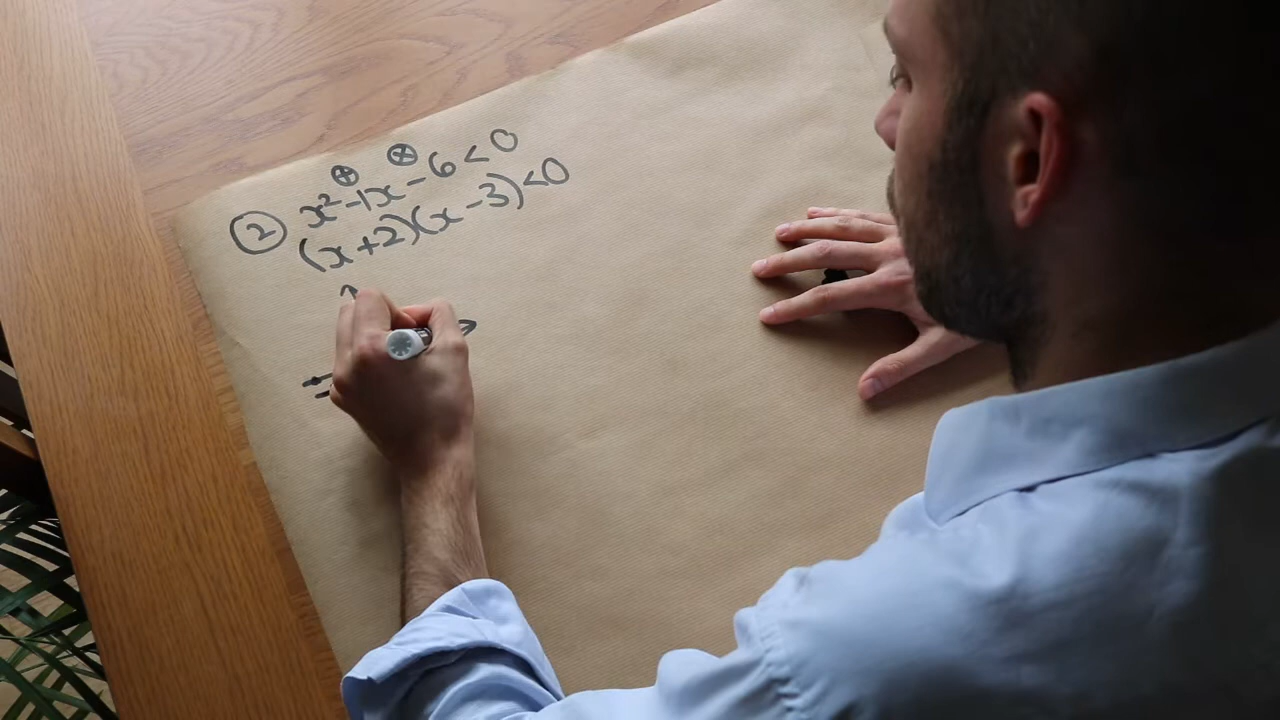 ② x²-1x-6<0
(x+2)(x-3)<0